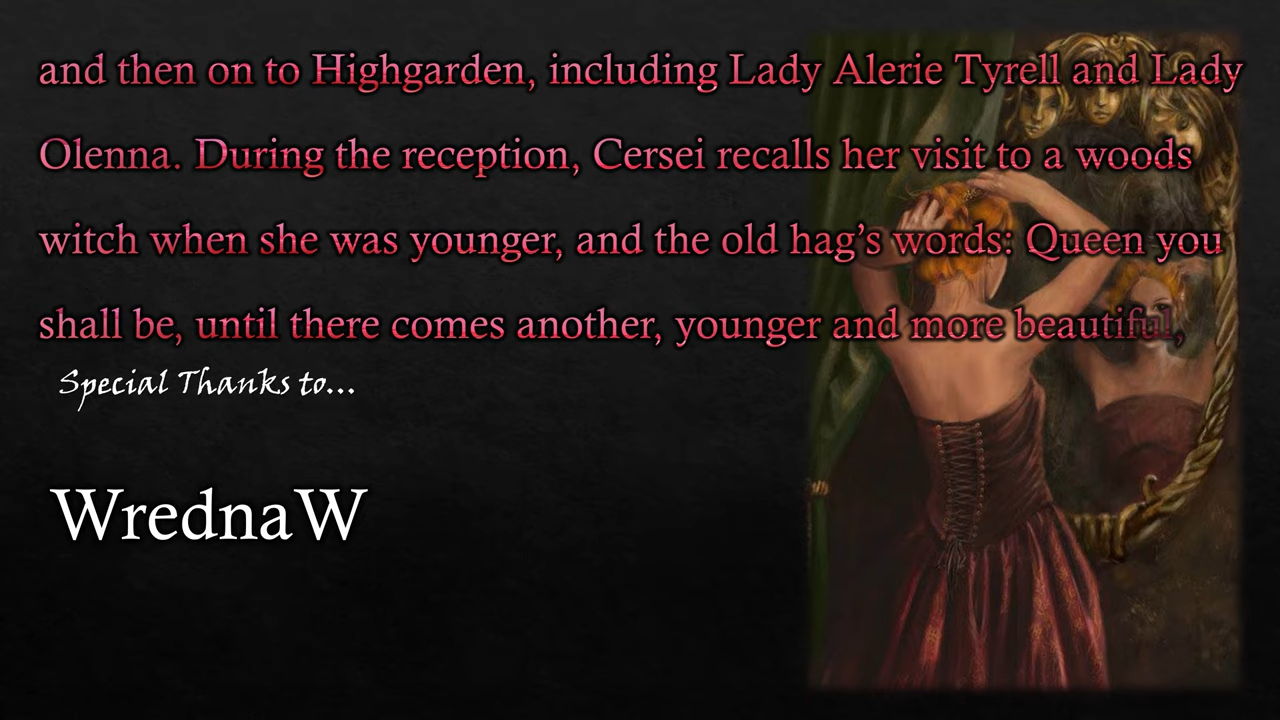 and then on to Highgarden, including Lady Alerie Tyrell and Lady
Olenna. During the reception, Cersei recalls her visit to a woods
witch when she was younger, and the old hag’s words: Queen you
shall be, until there comes another, younger and more beautiful,
Special Thanks to...
WrednaW